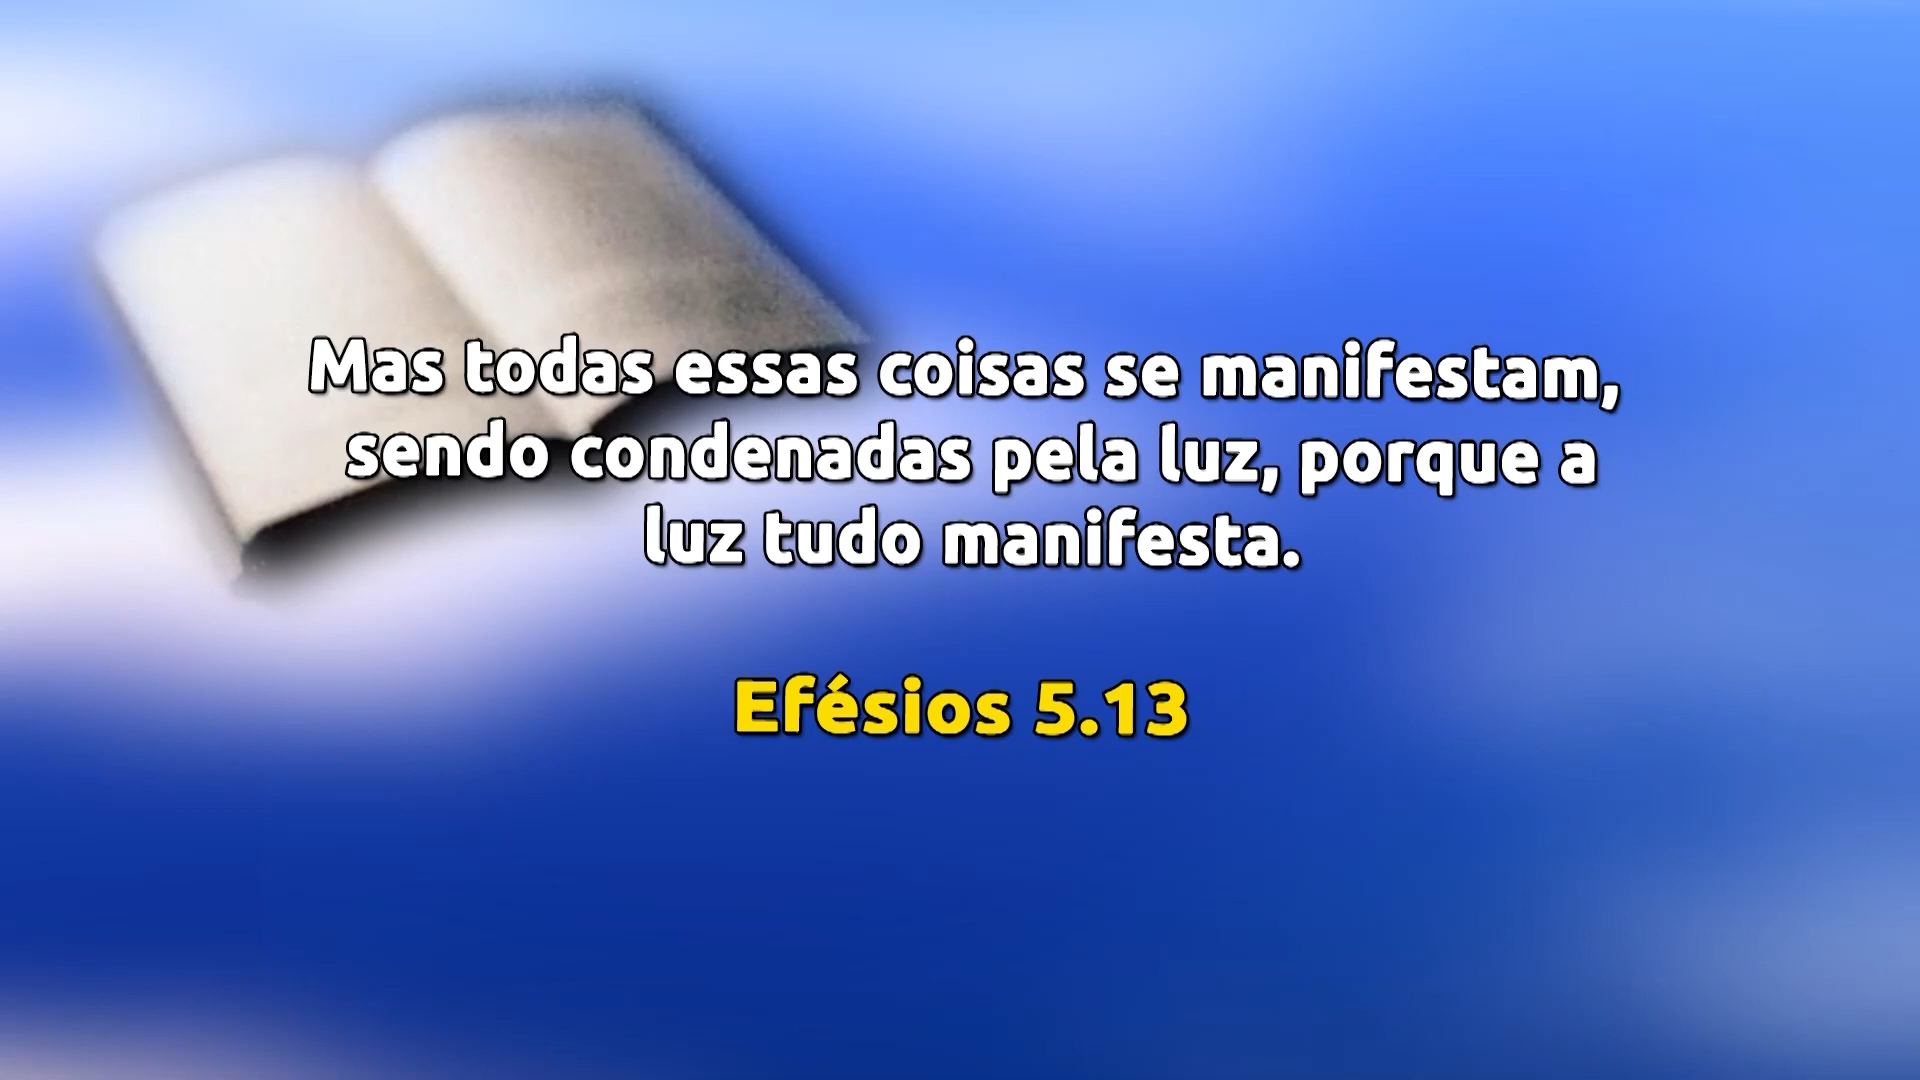 Mas todas essas coisas se manifestam,
sendo condenadas pela luz, porque a
luz tudo manifesta.
Efésios 5.13